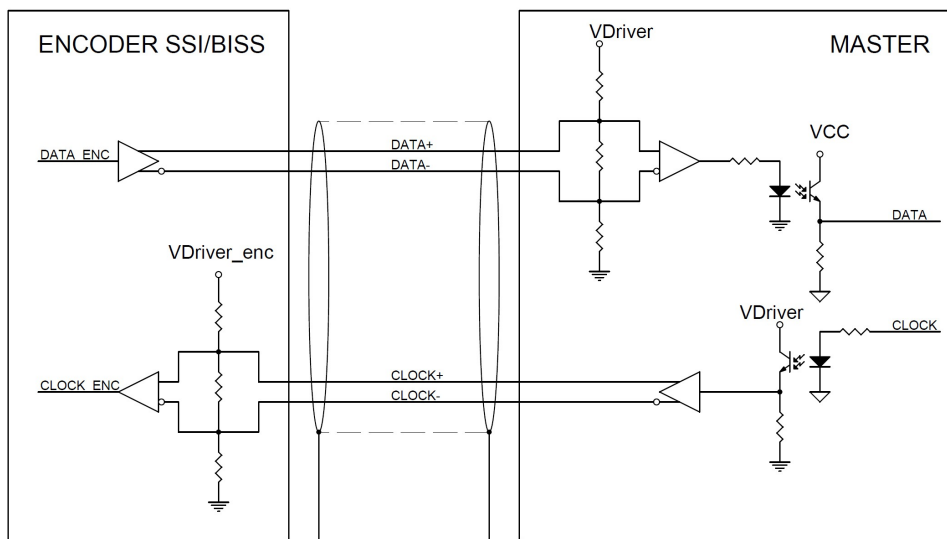 ENCODER SSI/BISS
VDriver
MASTER
DATA_ENC
DATA+
DATA-
VCC
DATA
VDriver_enc
VDriver
CLOCK
CLOCK_ENC
CLOCK+
CLOCK-